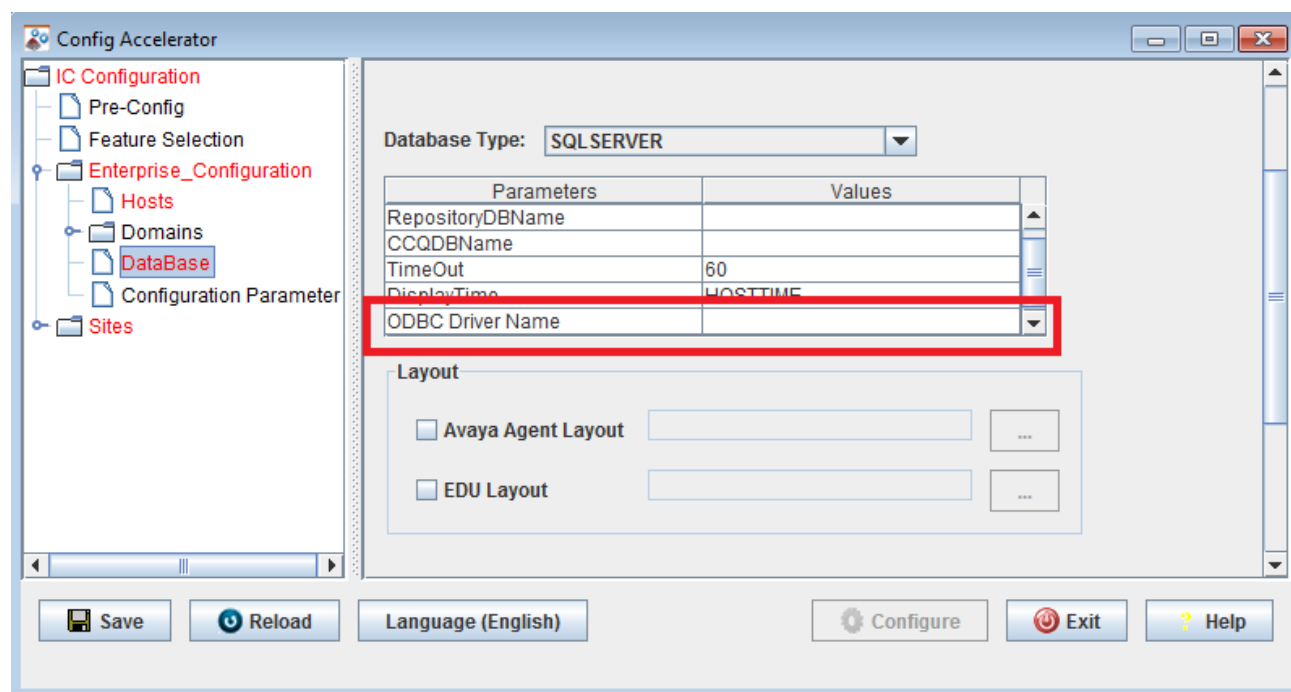 Config Accelerator
IC Configuration
Pre-Config
Feature Selection
Enterprise_Configuration
Hosts
Domains
DataBase
Configuration Parameter
Sites
Database Type: SQLSERVER
Parameters Values
RepositoryDBName
CCQDBName
TimeOut 60
DisplayTime HOSTTIME
ODBC Driver Name
Layout
Avaya Agent Layout ...
EDU Layout ...
Save Reload Language (English) Configure Exit ? Help